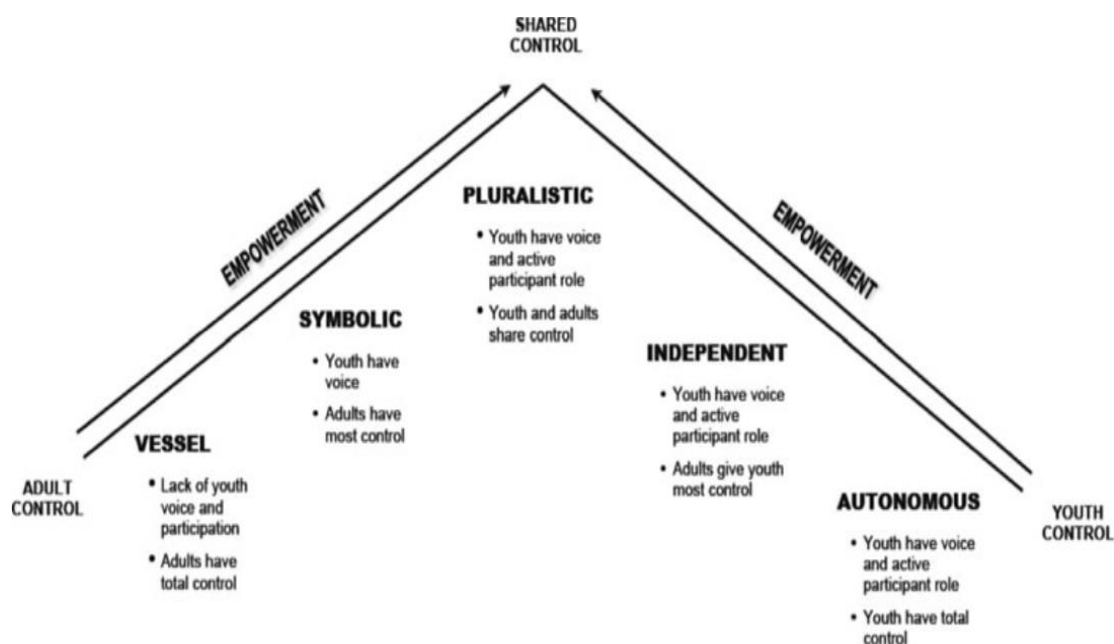 SHARED
CONTROL
EMPOWERMENT
EMPOWERMENT
PLURALISTIC
• Youth have voice
and active
participant role
• Youth and adults
share control
SYMBOLIC
• Youth have
voice
• Adults have
most control
INDEPENDENT
• Youth have voice
and active
participant role
• Adults give youth
most control
VESSEL
• Lack of youth
voice and
participation
• Adults have
total control
ADULT
CONTROL
AUTONOMOUS
• Youth have voice
and active
participant role
• Youth have total
control
YOUTH
CONTROL